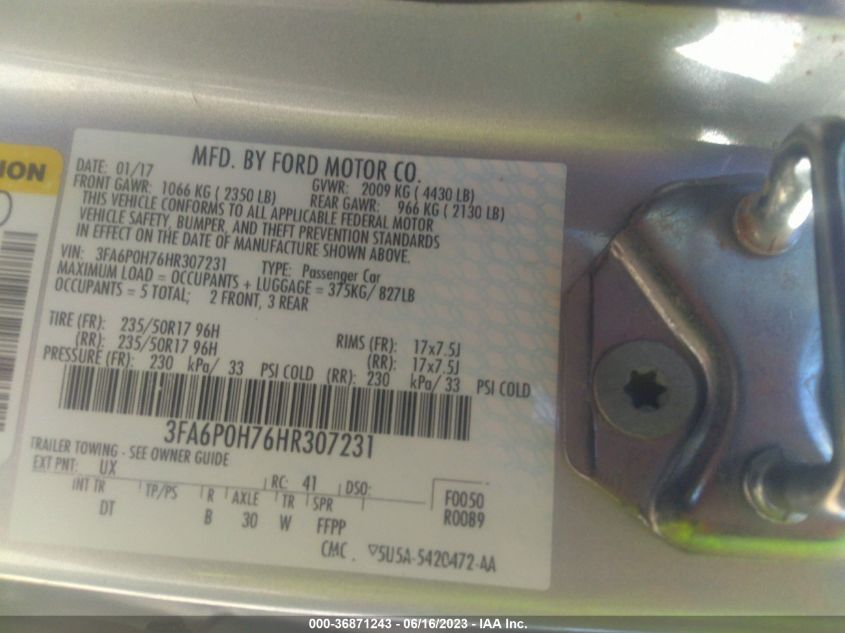 ION
MFD. BY FORD MOTOR CO.
DATE: 01/17
GVWR: 2009 KG ( 4430 LB)
FRONT GAWR: 1066 KG ( 2350 LB) REAR GAWR: 966 KG ( 2130 LB)
THIS VEHICLE CONFORMS TO ALL APPLICABLE FEDERAL MOTOR
VEHICLE SAFETY, BUMPER, AND THEFT PREVENTION STANDARDS
IN EFFECT ON THE DATE OF MANUFACTURE SHOWN ABOVE.
VIN: 3FA6P0H76HR307231 TYPE: Passenger Car
MAXIMUM LOAD = OCCUPANTS + LUGGAGE = 375KG/ 827LB
OCCUPANTS = 5 TOTAL; 2 FRONT, 3 REAR
TIRE (FR): 235/50R17 96H RIMS (FR): 17x7.5J
(RR): 235/50R17 96H (RR): 17x7.5J
PRESSURE (FR): 230 kPa/ 33 PSI COLD (RR): 230 kPa/ 33 PSI COLD
3FA6P0H76HR307231
TRAILER TOWING - SEE OWNER GUIDE
EXT PNT: UX RC: 41 DSO: F0050
INT TR TP/PS R AXLE TR SPR R0089
DT B 30 W FFPP
CMC. ▽5U5A-5420472-AA
000-36871243 - 06/16/2023 - IAA Inc.